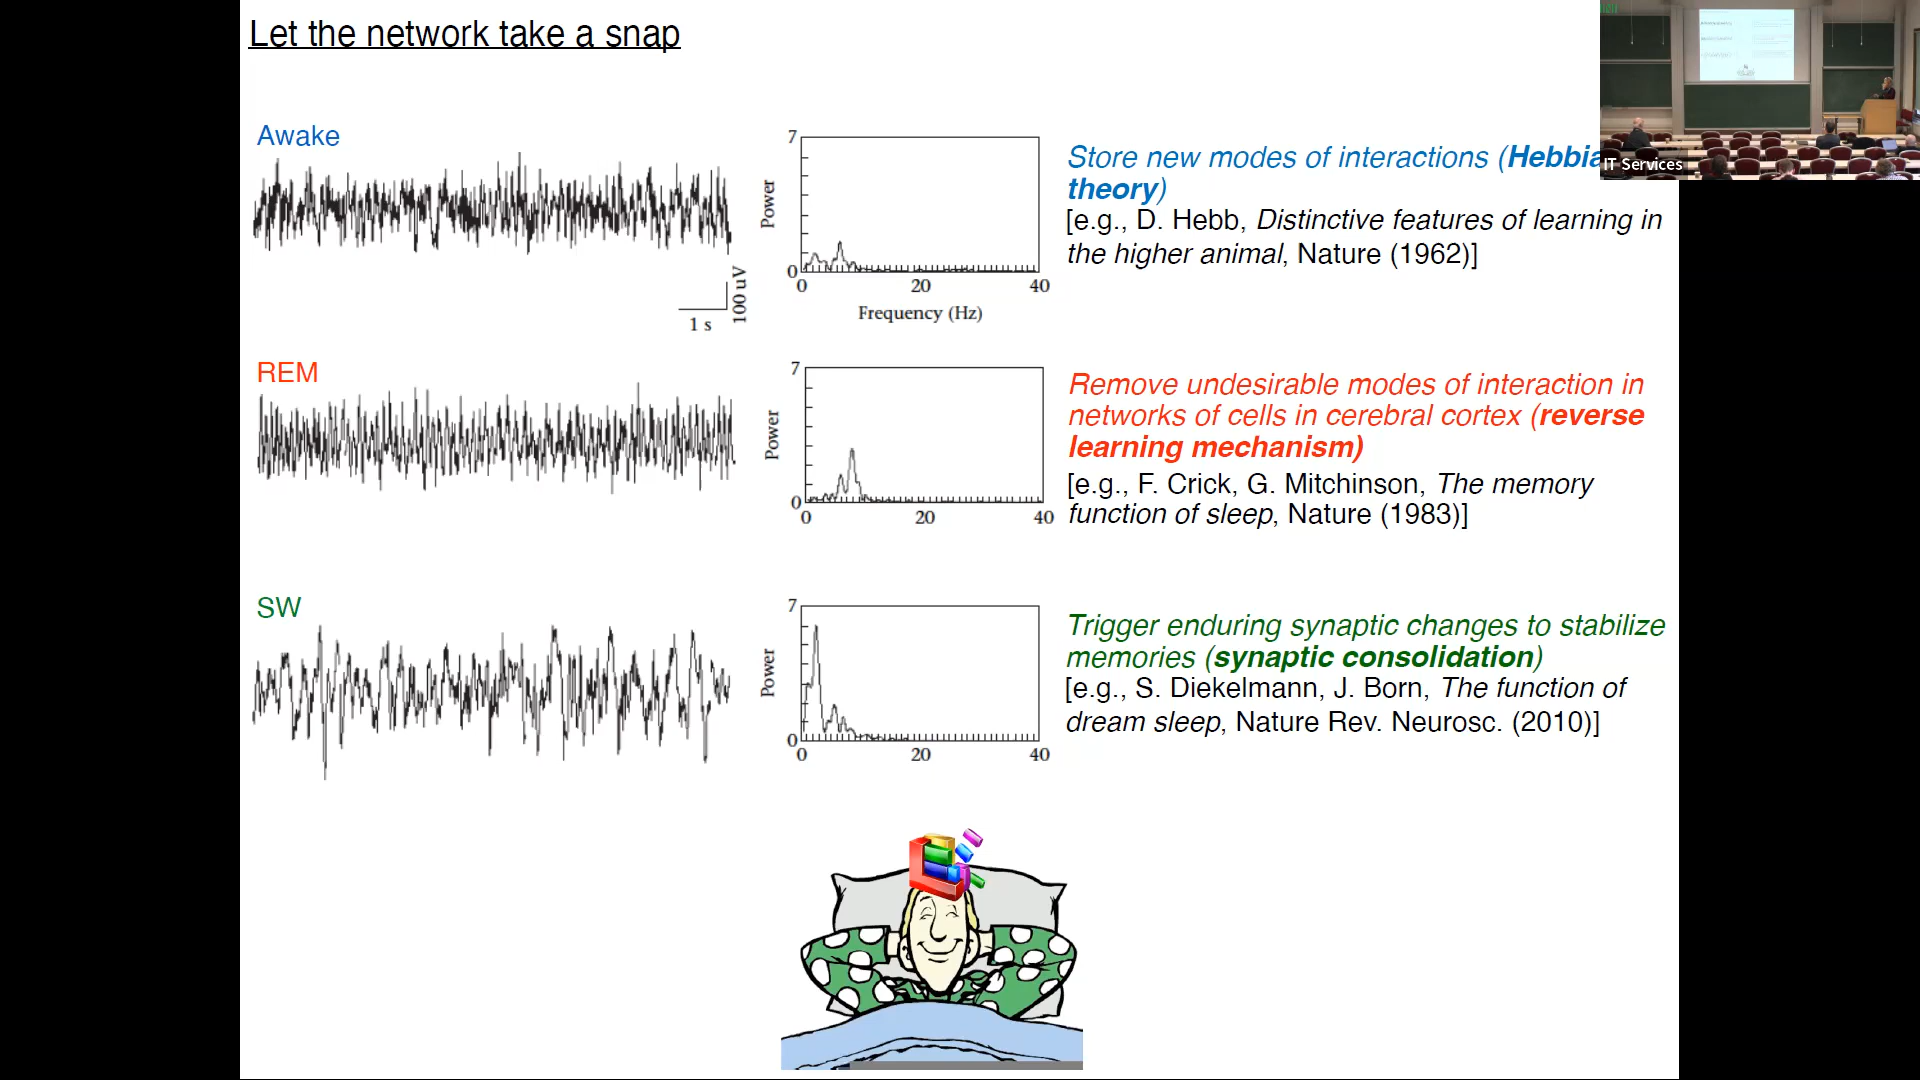 Let the network take a snap
Awake
7
Power
0
0
20
40
Frequency (Hz)
1 s
100 uV
Store new modes of interactions (Hebbia
theory)
[e.g., D. Hebb, Distinctive features of learning in
the higher animal, Nature (1962)]
IT Services
REM
7
Power
0
0
20
40
Remove undesirable modes of interaction in
networks of cells in cerebral cortex (reverse
learning mechanism)
[e.g., F. Crick, G. Mitchinson, The memory
function of sleep, Nature (1983)]
SW
7
Power
0
0
20
40
Trigger enduring synaptic changes to stabilize
memories (synaptic consolidation)
[e.g., S. Diekelmann, J. Born, The function of
dream sleep, Nature Rev. Neurosc. (2010)]